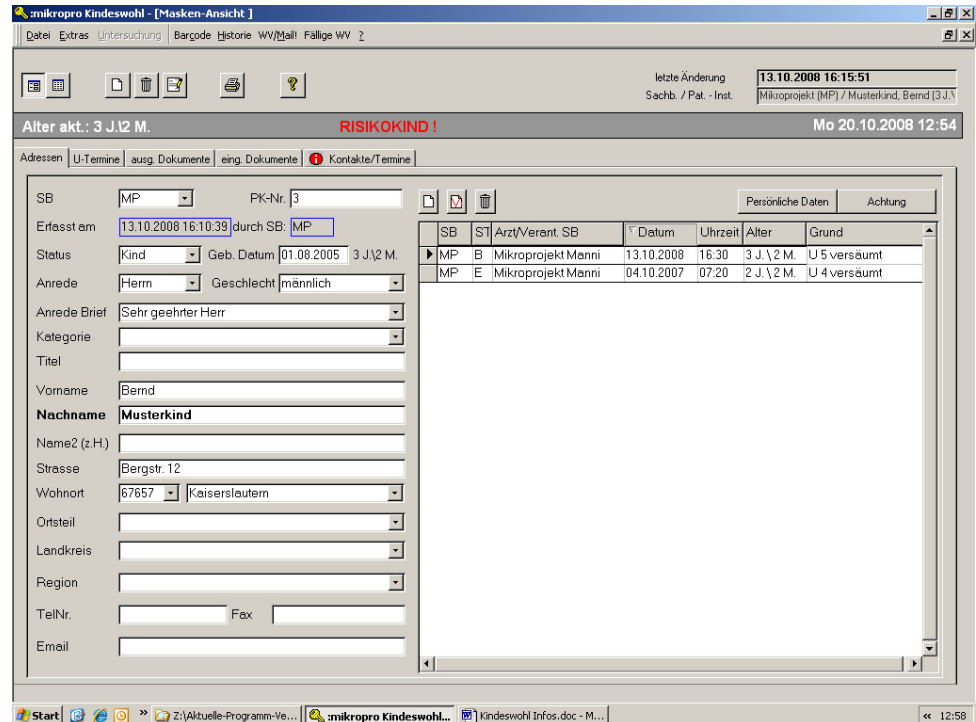 :mikropro Kindeswohl - [Masken-Ansicht ]
Datei Extras Untersuchung Barcode Historie WV/Mail! Fällige WV ?
letzte Änderung 13.10.2008 16:15:51
Sachb. / Pat. - Inst. Mikroprojekt (MP) / Musterkind, Bernd (3 J.\
Alter akt.: 3 J.\2 M. RISIKOKIND ! Mo 20.10.2008 12:54
Adressen U-Termine ausg. Dokumente eing. Dokumente Kontakte/Termine
SB MP PK-Nr. 3
Persönliche Daten Achtung
Erfasst am 13.10.2008 16:10:39 durch SB: MP
Status Kind Geb. Datum 01.08.2005 3 J.\2 M.
Anrede Herrn Geschlecht männlich
Anrede Brief Sehr geehrter Herr
Kategorie
Titel
Vorname Bernd
Nachname Musterkind
Name2 (z.H.)
Strasse Bergstr. 12
Wohnort 67657 Kaiserslautern
Ortsteil
Landkreis
Region
TelNr. Fax
Email
SB ST Arzt/Verant. SB Datum Uhrzeit Alter Grund
MP B Mikroprojekt Manni 13.10.2008 16:30 3 J. \ 2 M. U 5 versäumt
MP E Mikroprojekt Manni 04.10.2007 07:20 2 J. \ 2 M. U 4 versäumt
Start » Z:\Aktuelle-Programm-Ve... :mikropro Kindeswohl... Kindeswohl Infos.doc - M... « 12:58